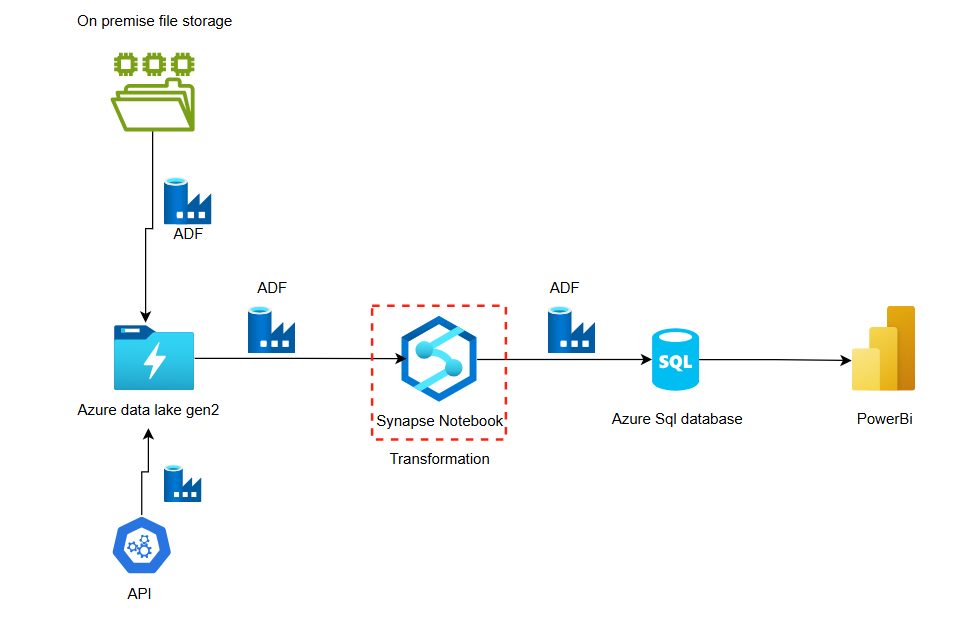 On premise file storage
ADF
ADF
ADF
SQL
Azure data lake gen2
Synapse Notebook
Azure Sql database
PowerBi
Transformation
API